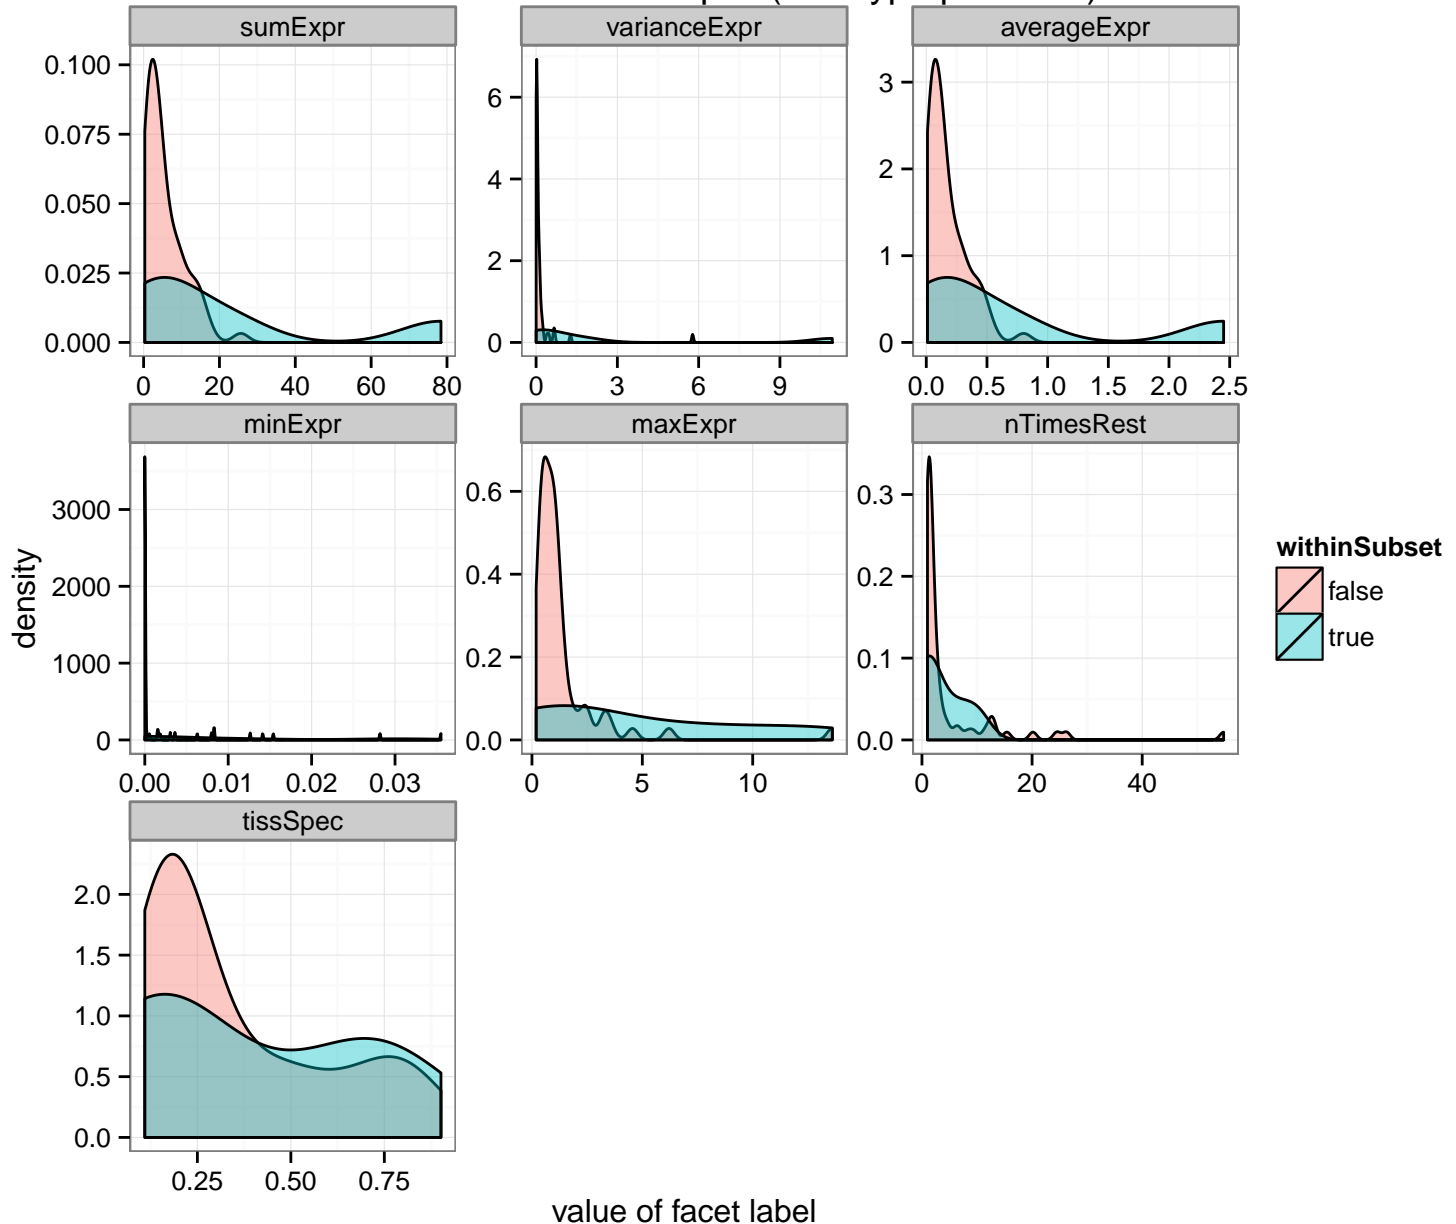 sumExpr varianceExpr averageExpr
0.100
0.075
0.050
0.025
0.000
6
4
2
0
3
2
1
0
0 20 40 60 80
0 3 6 9
0.0 0.5 1.0 1.5 2.0 2.5
minExpr maxExpr nTimesRest
density
3000
2000
1000
0
0.6
0.4
0.2
0.0
0.3
0.2
0.1
0.0
0.00 0.01 0.02 0.03
0 5 10
0 20 40
withinSubset
false
true
tissSpec
2.0
1.5
1.0
0.5
0.0
0.25 0.50 0.75
value of facet label